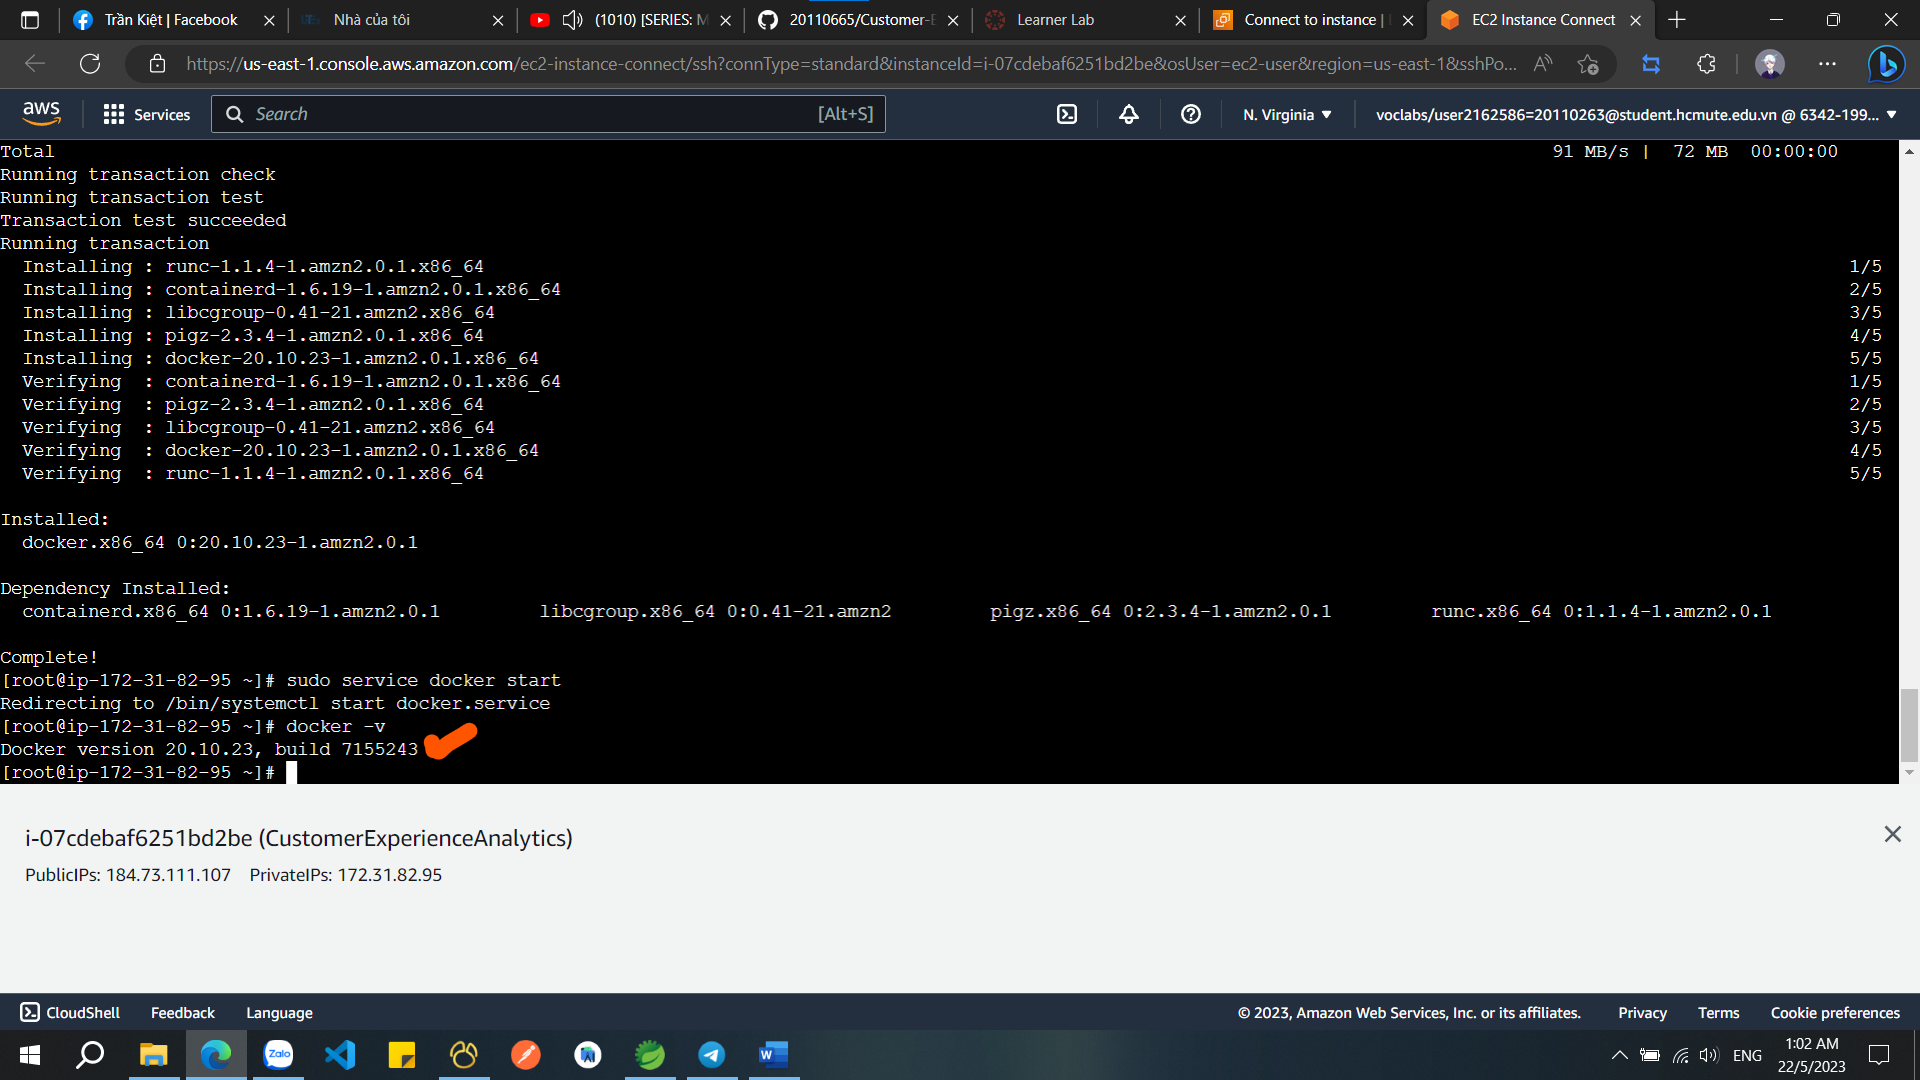 Trần Kiệt | Facebook
Nhà của tôi
(1010) [SERIES: M
20110665/Customer-E
Learner Lab
Connect to instance |
EC2 Instance Connect
https://us-east-1.console.aws.amazon.com/ec2-instance-connect/ssh?connType=standard&instanceId=i-07cdebaf6251bd2be&osUser=ec2-user&region=us-east-1&sshPo...
aws
Services
Search
[Alt+S]
N. Virginia
voclabs/user2162586=20110263@student.hcmute.edu.vn @ 6342-199...
Total 91 MB/s | 72 MB 00:00:00
Running transaction check
Running transaction test
Transaction test succeeded
Running transaction
Installing : runc-1.1.4-1.amzn2.0.1.x86_64 1/5
Installing : containerd-1.6.19-1.amzn2.0.1.x86_64 2/5
Installing : libcgroup-0.41-21.amzn2.x86_64 3/5
Installing : pigz-2.3.4-1.amzn2.0.1.x86_64 4/5
Installing : docker-20.10.23-1.amzn2.0.1.x86_64 5/5
Verifying : containerd-1.6.19-1.amzn2.0.1.x86_64 1/5
Verifying : pigz-2.3.4-1.amzn2.0.1.x86_64 2/5
Verifying : libcgroup-0.41-21.amzn2.x86_64 3/5
Verifying : docker-20.10.23-1.amzn2.0.1.x86_64 4/5
Verifying : runc-1.1.4-1.amzn2.0.1.x86_64 5/5
Installed:
docker.x86_64 0:20.10.23-1.amzn2.0.1
Dependency Installed:
containerd.x86_64 0:1.6.19-1.amzn2.0.1 libcgroup.x86_64 0:0.41-21.amzn2 pigz.x86_64 0:2.3.4-1.amzn2.0.1 runc.x86_64 0:1.1.4-1.amzn2.0.1
Complete!
[root@ip-172-31-82-95 ~]# sudo service docker start
Redirecting to /bin/systemctl start docker.service
[root@ip-172-31-82-95 ~]# docker -v
Docker version 20.10.23, build 7155243
[root@ip-172-31-82-95 ~]#
i-07cdebaf6251bd2be (CustomerExperienceAnalytics)
PublicIPs: 184.73.111.107 PrivateIPs: 172.31.82.95
CloudShell
Feedback
Language
© 2023, Amazon Web Services, Inc. or its affiliates.
Privacy
Terms
Cookie preferences
Zalo
ENG
1:02 AM
22/5/2023